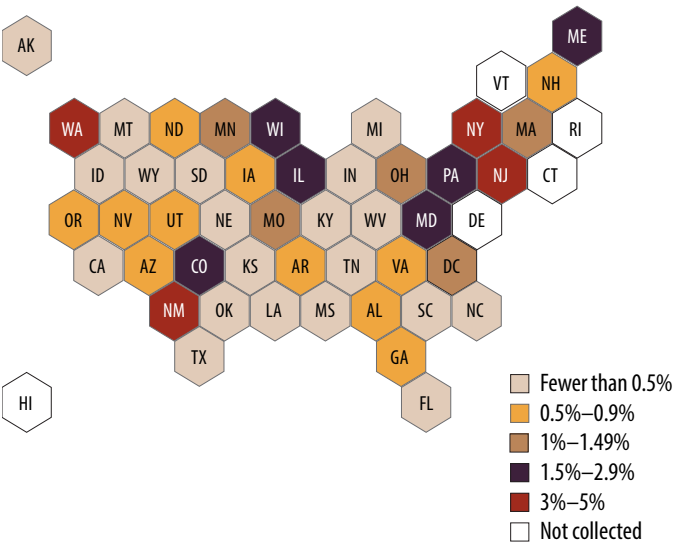 ME
AK
VT NH
WA MT ND MN WI MI NY MA RI
ID WY SD IA IL IN OH PA NJ CT
OR NV UT NE MO KY WV MD DE
CA AZ CO KS AR TN VA DC
NM OK LA MS AL SC NC
TX GA
HI FL
Fewer than 0.5%
0.5%–0.9%
1%–1.49%
1.5%–2.9%
3%–5%
Not collected